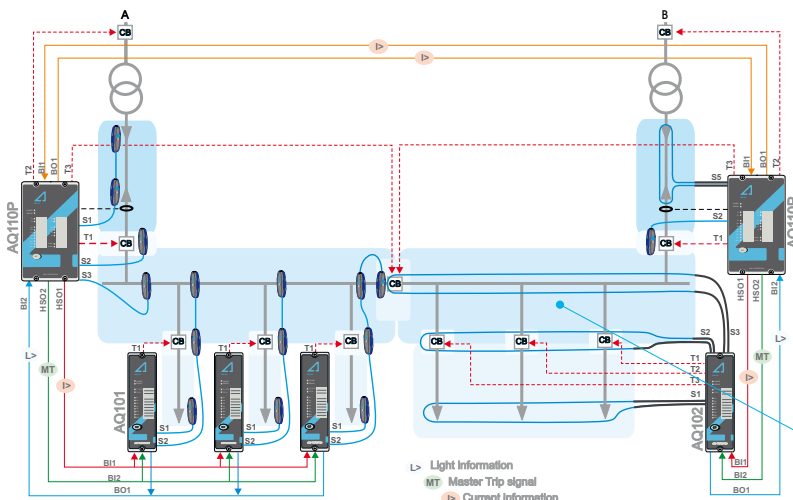 A
B
CB
CB
I>
I>
T2
BI1
BO1
T3
T3
BI1
BO1
T2
AQ110P
S1
T1
CB
S2
S3
S5
S2
T1
CB
AQ110P
BI2
HSO2
HSO1
CB
HSO1
HSO2
BI2
L>
MT
I>
T1
CB
T1
CB
T1
CB
CB
CB
CB
S2
S3
T1
T2
T3
S1
L>
MT
I>
AQ101
S1
S2
S1
S2
S1
S2
AQ102
BI1
BI2
BO1
BI1
BI2
BO1
L> Light information
MT Master Trip signal
I> Current information